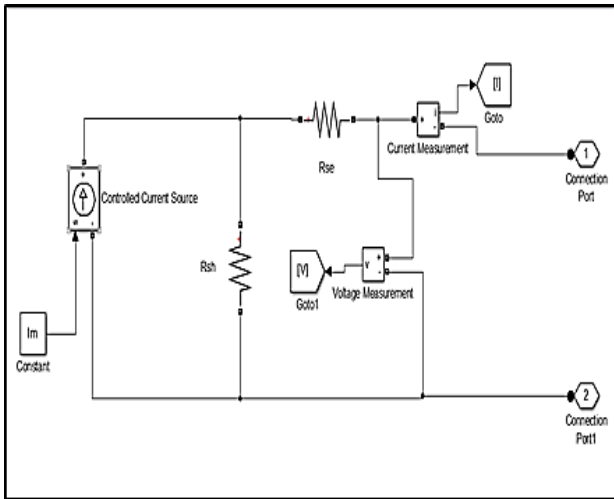 [I]
Goto
i
+
-
Current Measurement
1
Connection
Port
Rse
Controlled Current Source
Rsh
[V]
Goto1
v
+
-
Voltage Measurement
Im
Constant
2
Connection
Port1